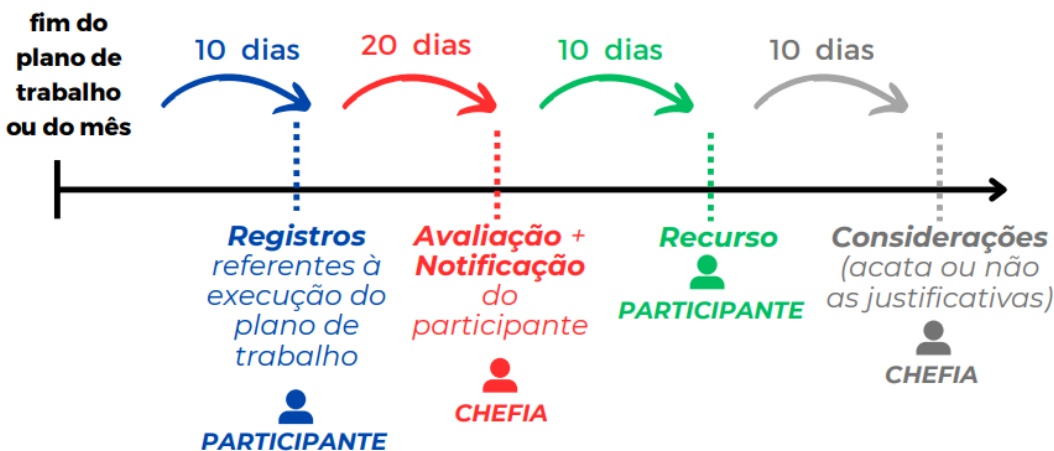 fim do
plano de
trabalho
ou do mês
10 dias
20 dias
10 dias
10 dias
Registros
referentes à
execução do
plano de
trabalho
PARTICIPANTE
Avaliação +
Notificação
do
participante
CHEFIA
Recurso
PARTICIPANTE
Considerações
(acata ou não
as justificativas)
CHEFIA